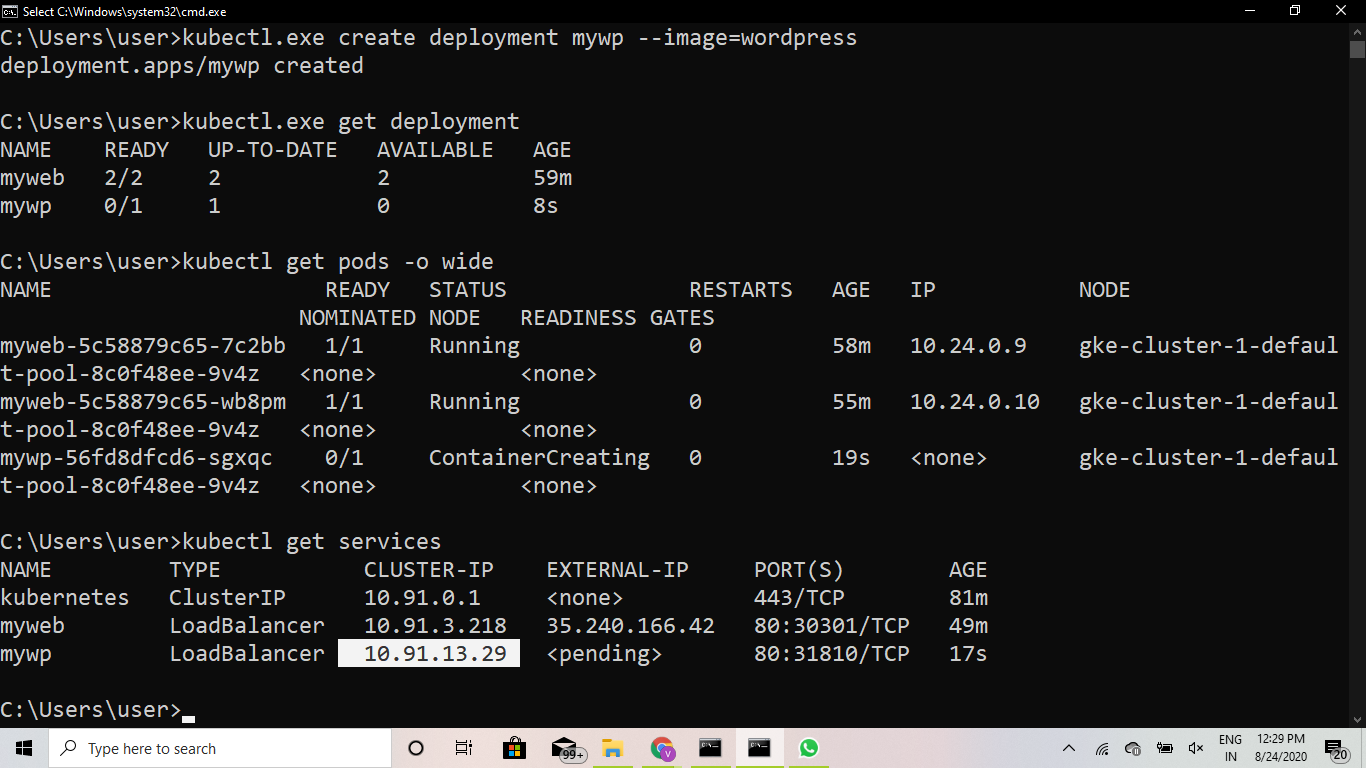 Select C:\Windows\system32\cmd.exe
C:\Users\user>kubectl.exe create deployment mywp --image=wordpress
deployment.apps/mywp created
C:\Users\user>kubectl.exe get deployment
NAME    READY   UP-TO-DATE   AVAILABLE   AGE
myweb   2/2     2            2           59m
mywp    0/1     1            0           8s
C:\Users\user>kubectl get pods -o wide
NAME                     READY   STATUS              RESTARTS   AGE   IP           NODE
                       NOMINATED NODE   READINESS GATES
myweb-5c58879c65-7c2bb   1/1     Running             0          58m   10.24.0.9    gke-cluster-1-defaul
t-pool-8c0f48ee-9v4z   <none>           <none>
myweb-5c58879c65-wb8pm   1/1     Running             0          55m   10.24.0.10   gke-cluster-1-defaul
t-pool-8c0f48ee-9v4z   <none>           <none>
mywp-56fd8dfcd6-sgxqc    0/1     ContainerCreating   0          19s   <none>       gke-cluster-1-defaul
t-pool-8c0f48ee-9v4z   <none>           <none>
C:\Users\user>kubectl get services
NAME         TYPE           CLUSTER-IP    EXTERNAL-IP     PORT(S)        AGE
kubernetes   ClusterIP      10.91.0.1     <none>          443/TCP        81m
myweb        LoadBalancer   10.91.3.218   35.240.166.42   80:30301/TCP   49m
mywp         LoadBalancer   10.91.13.29   <pending>       80:31810/TCP   17s
C:\Users\user>
Type here to search
99+
V
ENG
IN
12:29 PM
8/24/2020
20